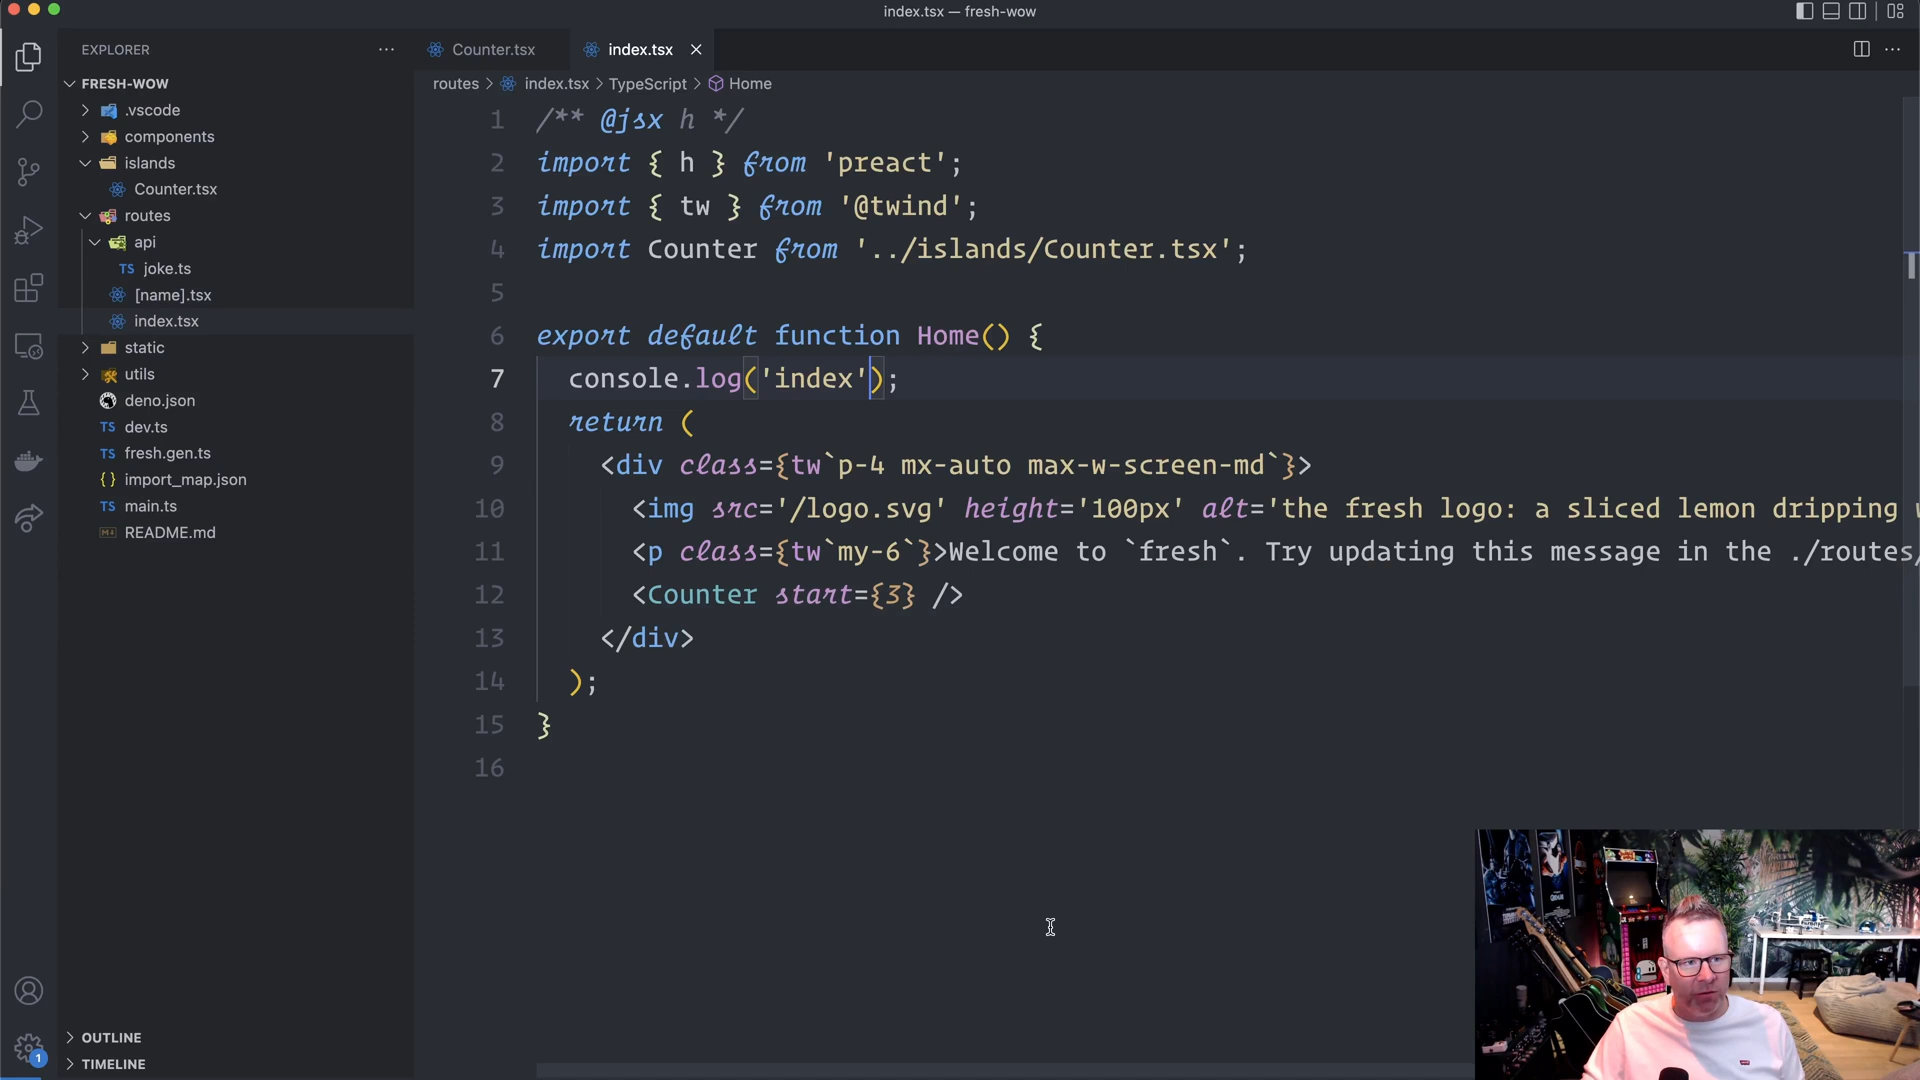 index.tsx — fresh-wow
EXPLORER
Counter.tsx
index.tsx
FRESH-WOW
routes > index.tsx > TypeScript > Home
.vscode
components
islands
Counter.tsx
routes
api
TS joke.ts
[name].tsx
index.tsx
static
utils
deno.json
TS dev.ts
TS fresh.gen.ts
{} import_map.json
TS main.ts
README.md
OUTLINE
TIMELINE
1
1 /** @jsx h */
2 import { h } from 'preact';
3 import { tw } from '@twind';
4 import Counter from '../islands/Counter.tsx';
5
6 export default function Home() {
7 console.log('index');
8 return (
9 <div class={tw`p-4 mx-auto max-w-screen-md`}>
10 <img src='/logo.svg' height='100px' alt='the fresh logo: a sliced lemon dripping
11 <p class={tw`my-6`}>Welcome to `fresh`. Try updating this message in the ./routes/
12 <Counter start={3} />
13 </div>
14 );
15 }
16